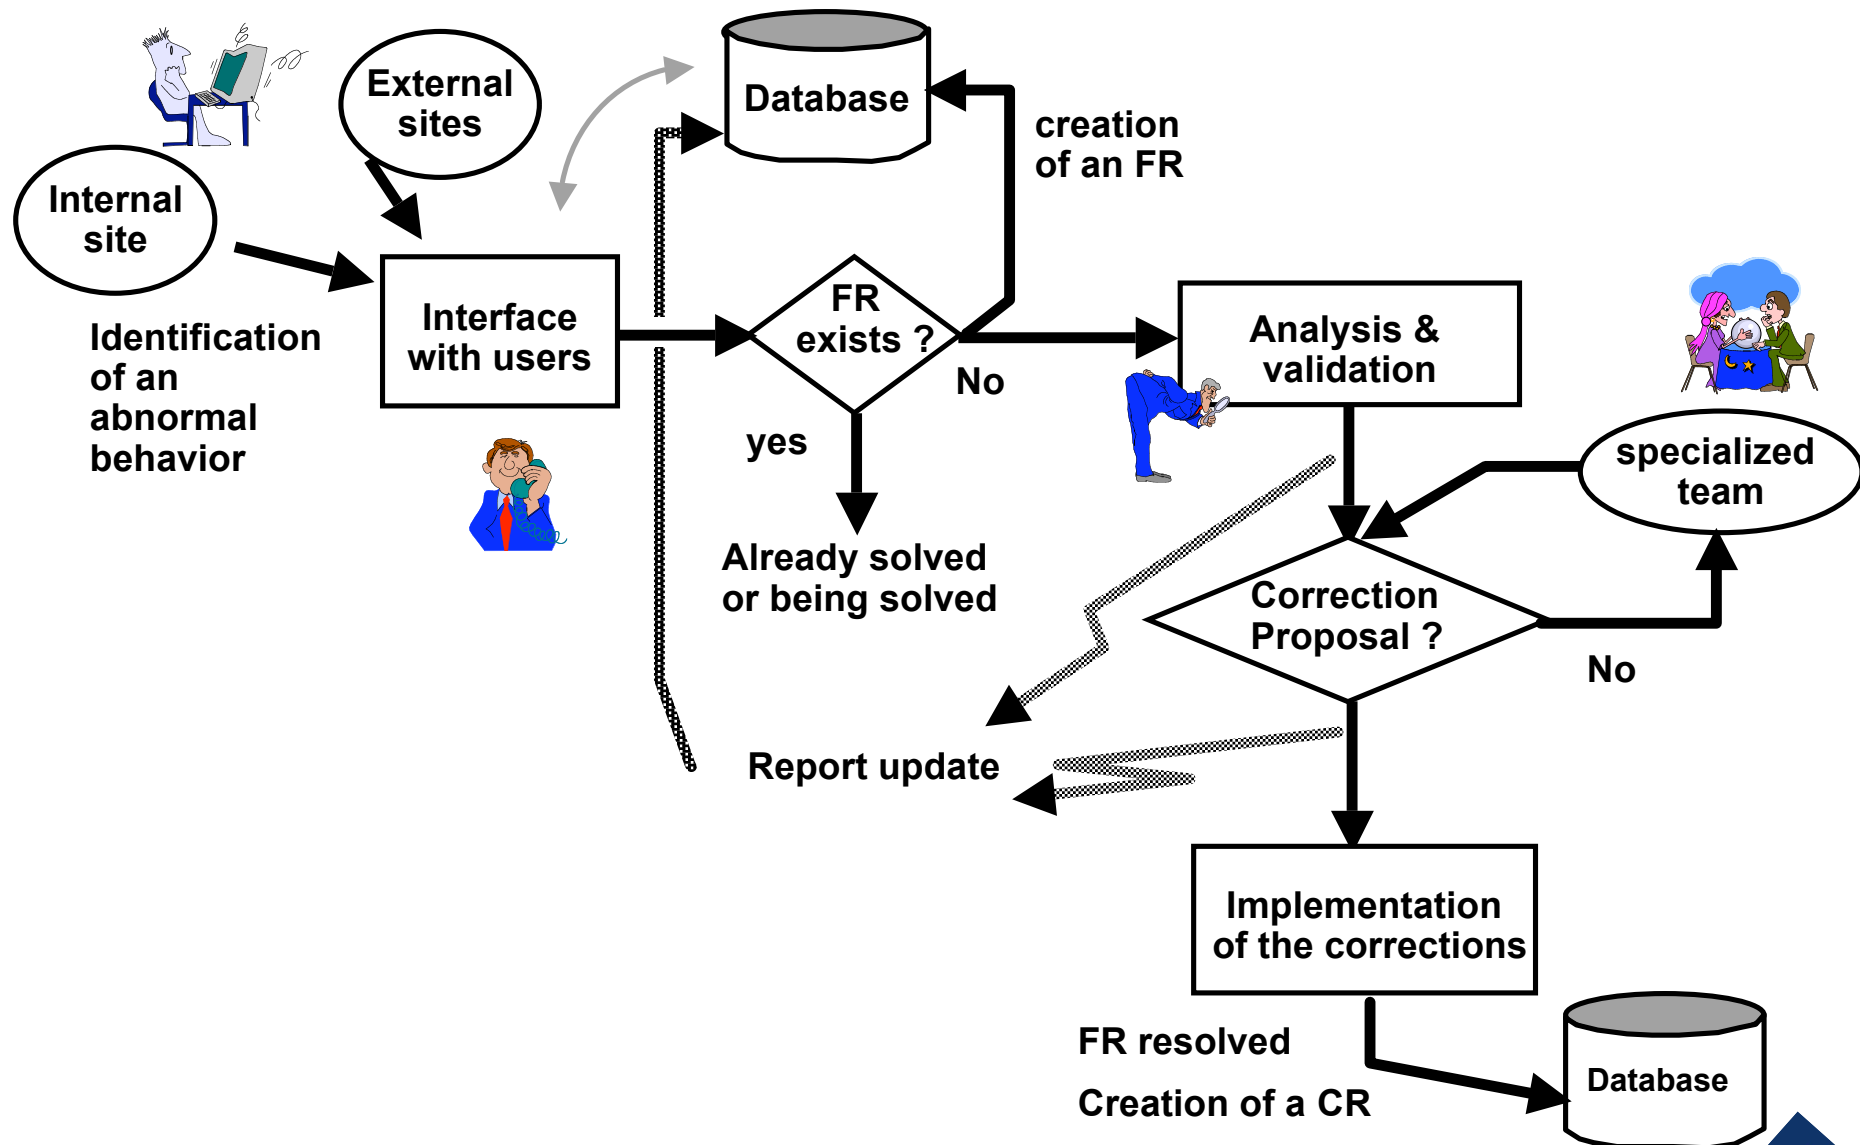 External
sites
Database
creation
of an FR
Internal
site
Identification
of an
abnormal
behavior
Interface
with users
FR
exists ?
No
yes
Already solved
or being solved
Analysis &
validation
specialized
team
Correction
Proposal ?
No
Report update
Implementation
of the corrections
FR resolved
Creation of a CR
Database